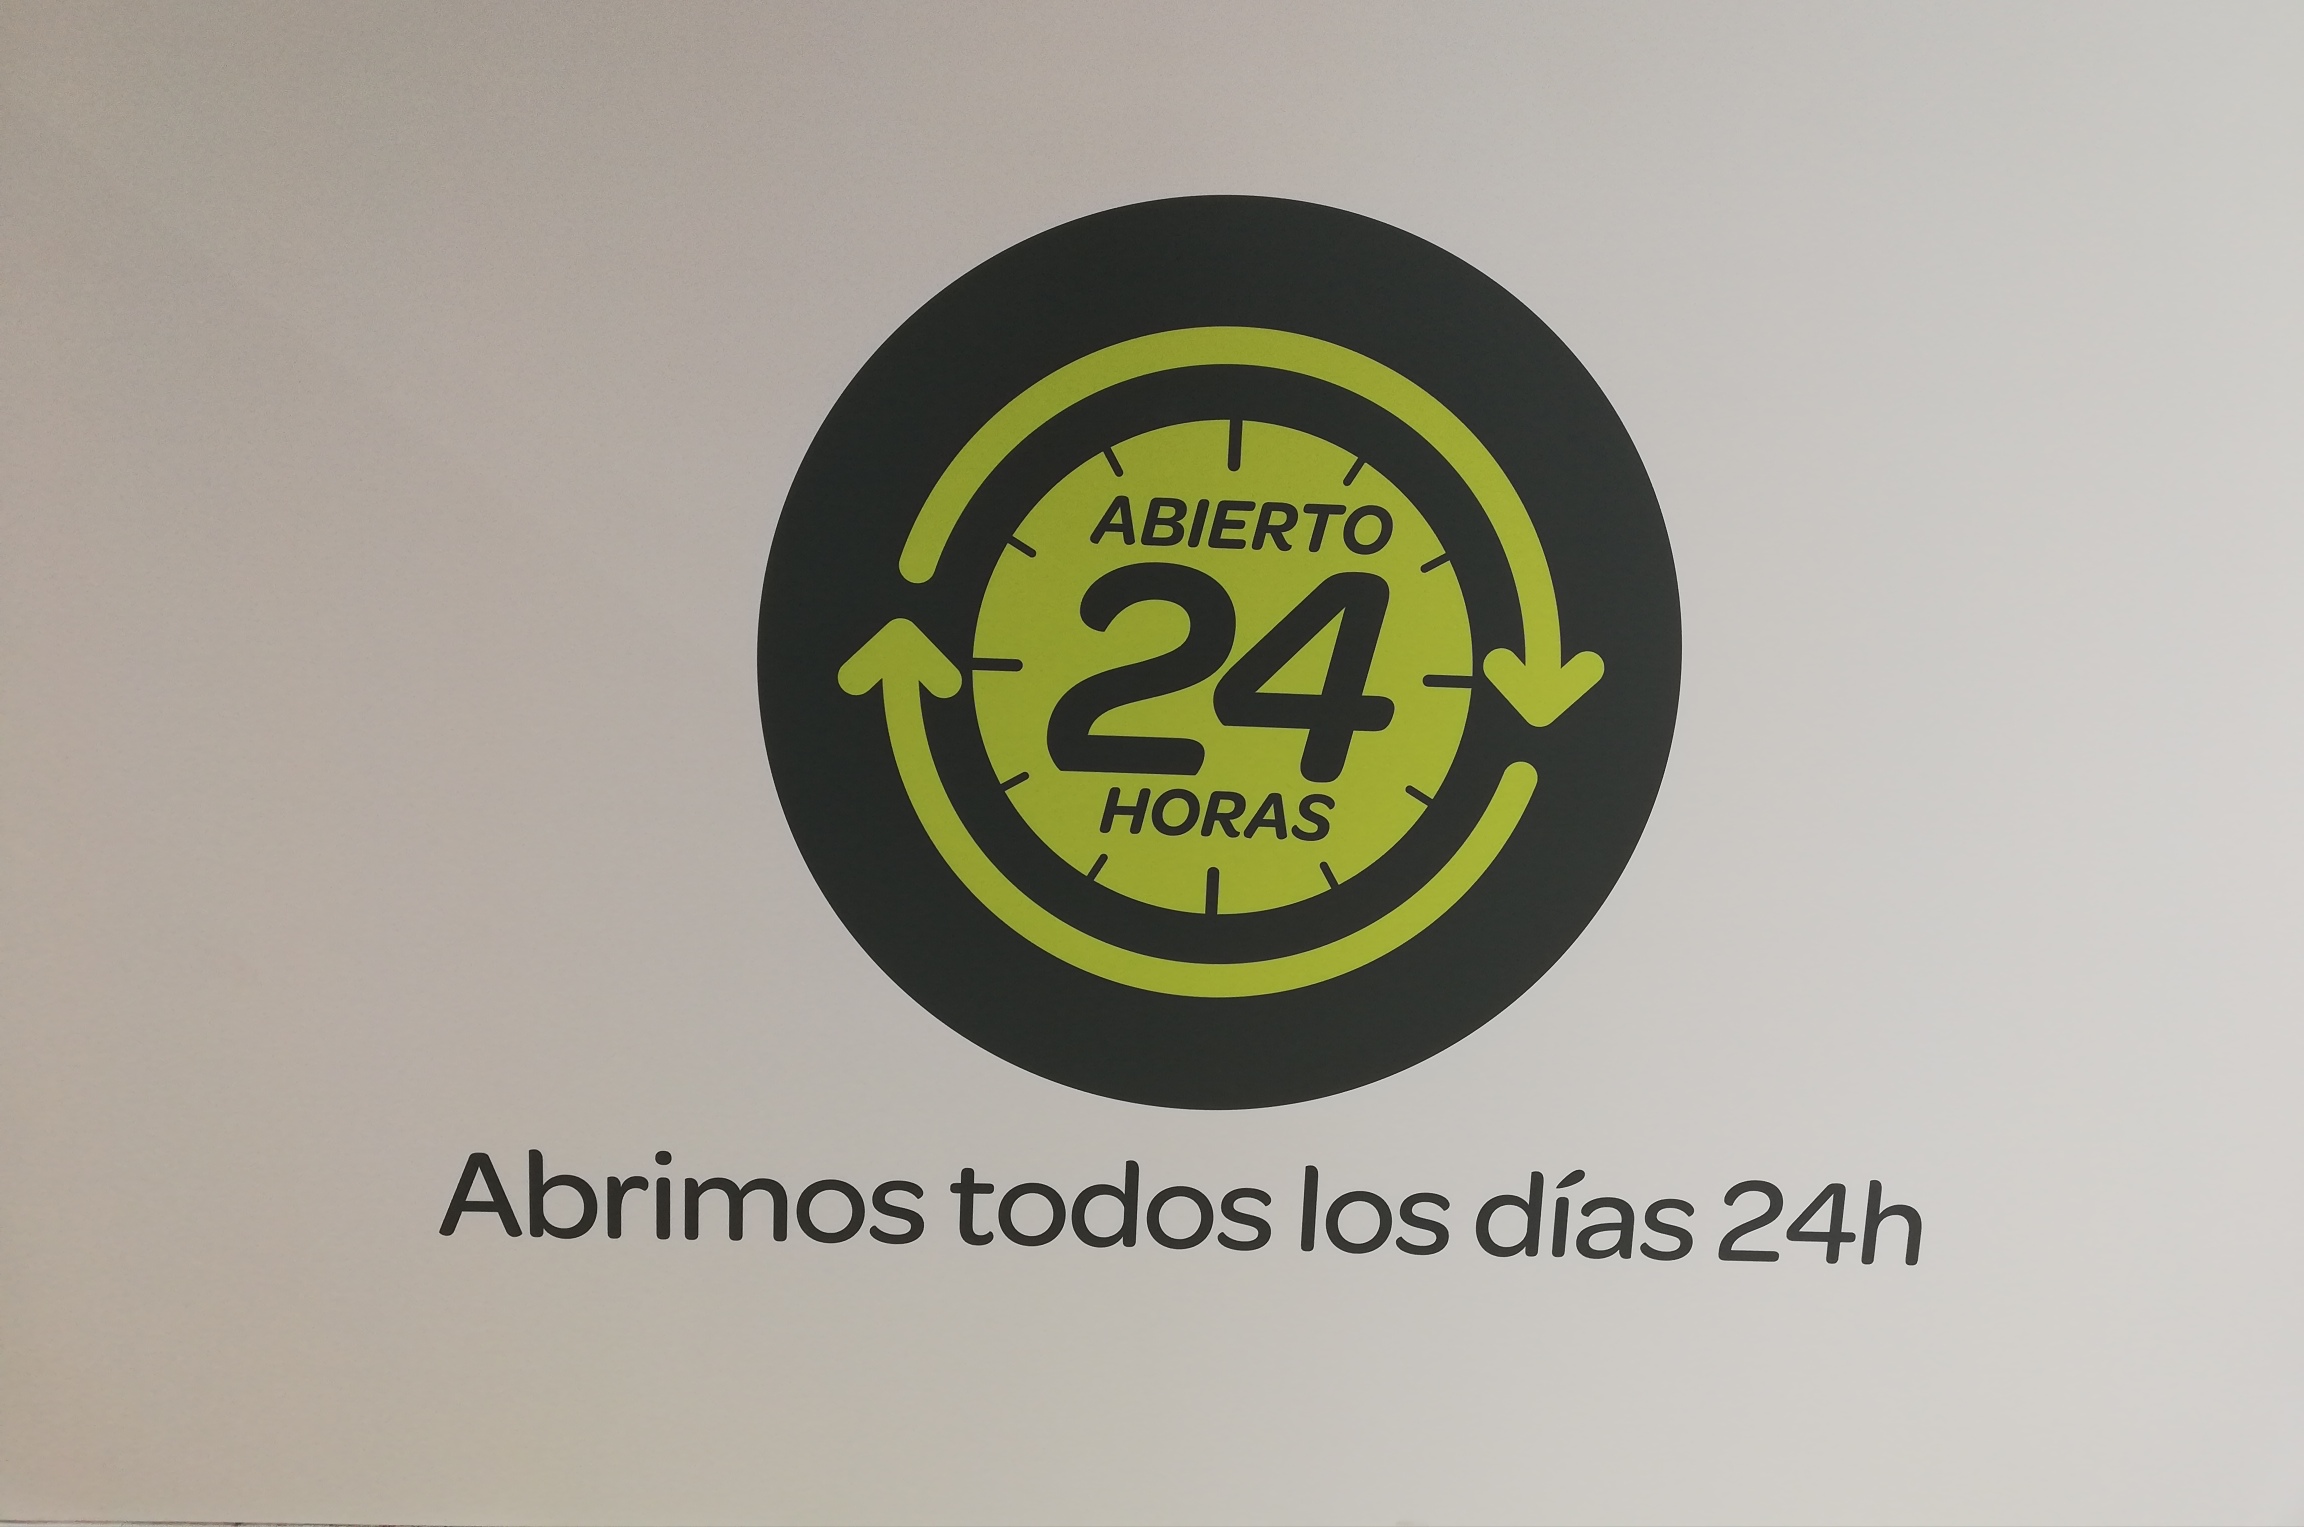 ABIERTO
24
HORAS
Abrimos todos los días 24h